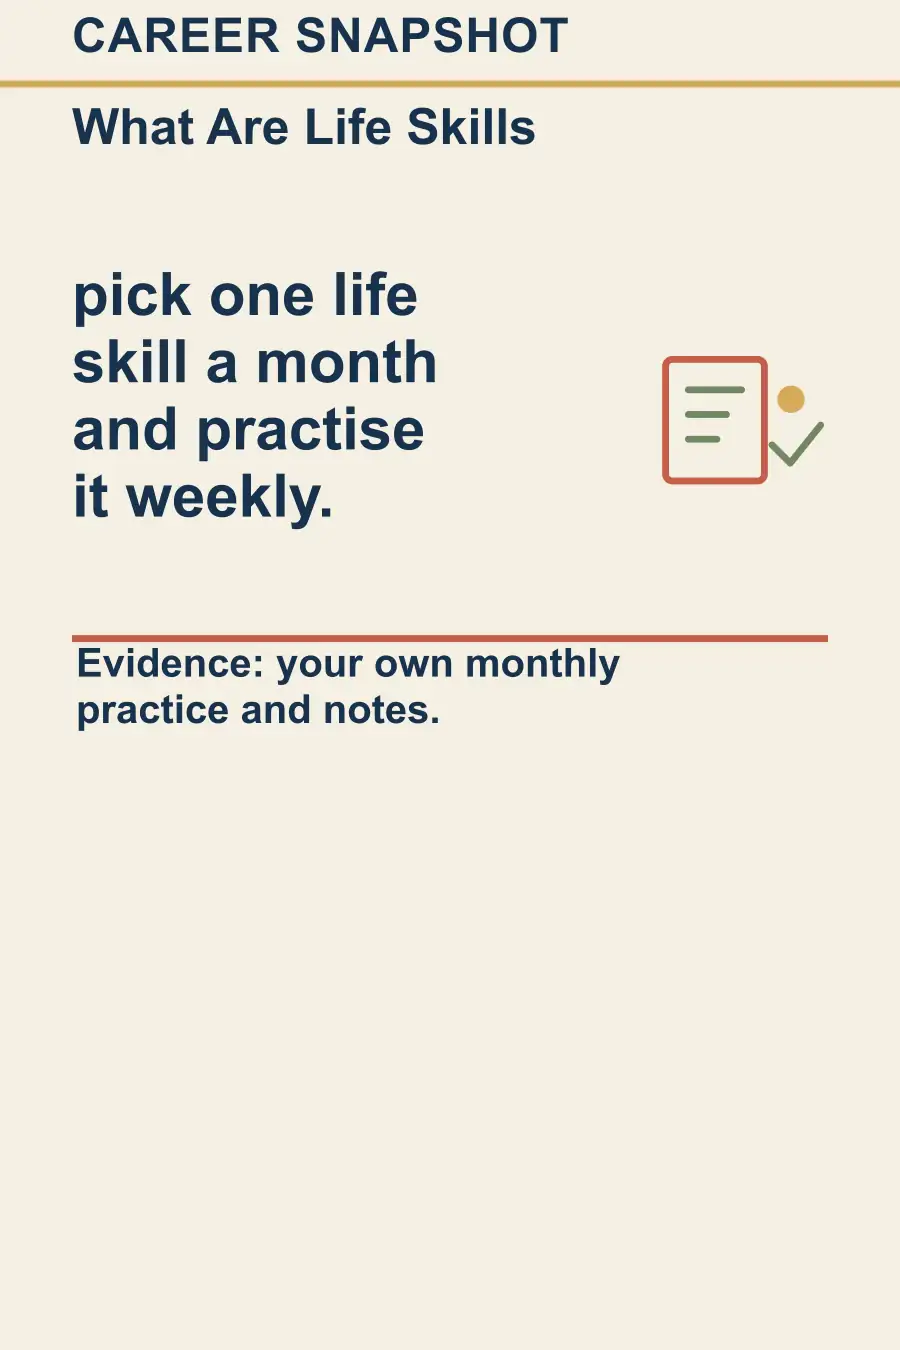 CAREER SNAPSHOT
What Are Life Skills
pick one life
skill a month
and practise
it weekly.
Evidence: your own monthly
practice and notes.